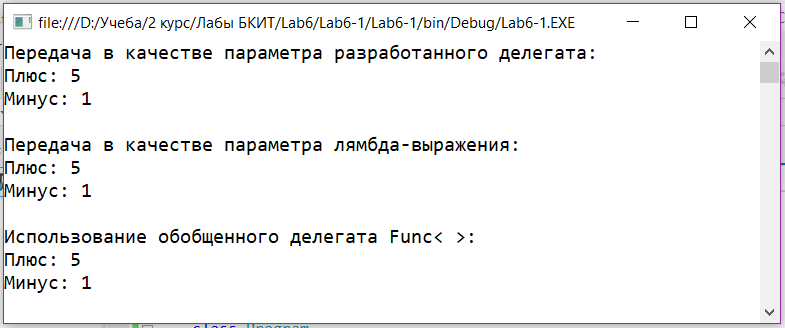 file:///D:/Учеба/2 курс/Лабы БКИТ/Lab6/Lab6-1/Lab6-1/bin/Debug/Lab6-1.EXE
Передача в качестве параметра разработанного делегата:
Плюс: 5
Минус: 1
Передача в качестве параметра лямбда-выражения:
Плюс: 5
Минус: 1
Использование обобщенного делегата Func< >:
Плюс: 5
Минус: 1
class Program